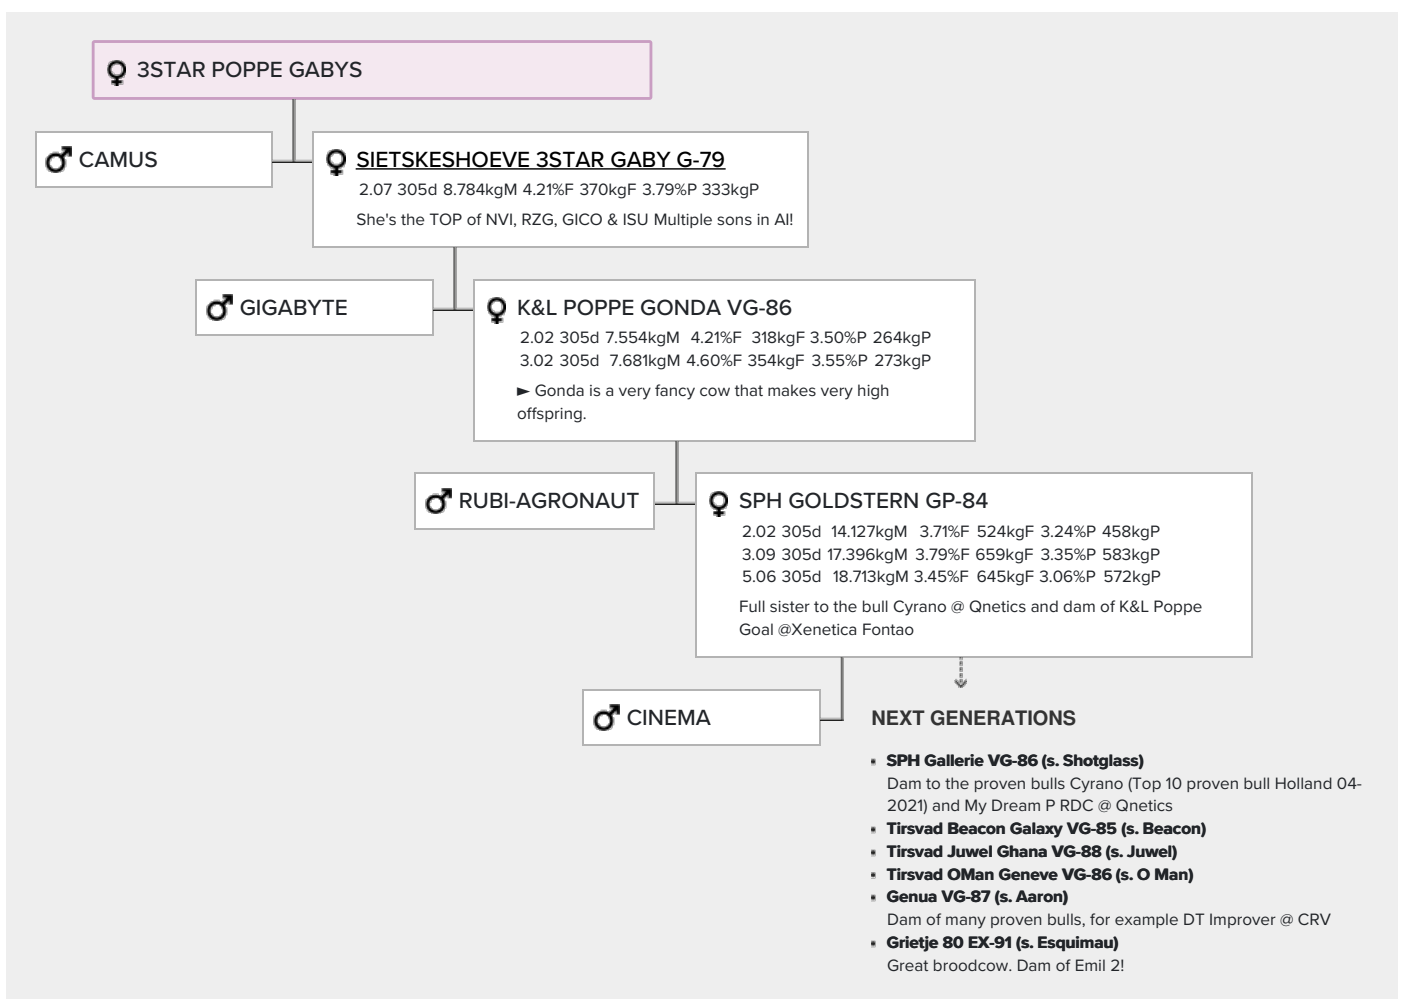 3STAR POPPE GABYS
CAMUS
SIETSKESHOEVE 3STAR GABY G-79
2.07 305d 8.784kgM 4.21%F 370kgF 3.79%P 333kgP
She's the TOP of NVI, RZG, GICO & ISU Multiple sons in AI!
GIGABYTE
K&L POPPE GONDA VG-86
2.02 305d 7.554kgM 4.21%F 318kgF 3.50%P 264kgP
3.02 305d 7.681kgM 4.60%F 354kgF 3.55%P 273kgP
► Gonda is a very fancy cow that makes very high
offspring.
RUBI-AGRONAUT
SPH GOLDSTERN GP-84
2.02 305d 14.127kgM 3.71%F 524kgF 3.24%P 458kgP
3.09 305d 17.396kgM 3.79%F 659kgF 3.35%P 583kgP
5.06 305d 18.713kgM 3.45%F 645kgF 3.06%P 572kgP
Full sister to the bull Cyrano @ Qnetics and dam of K&L Poppe
Goal @Xenetica Fontao
CINEMA
NEXT GENERATIONS
▪ SPH Gallerie VG-86 (s. Shotglass)
Dam to the proven bulls Cyrano (Top 10 proven bull Holland 04-
2021) and My Dream P RDC @ Qnetics
▪ Tirsvad Beacon Galaxy VG-85 (s. Beacon)
▪ Tirsvad Juwel Ghana VG-88 (s. Juwel)
▪ Tirsvad OMan Geneve VG-86 (s. O Man)
▪ Genua VG-87 (s. Aaron)
Dam of many proven bulls, for example DT Improver @ CRV
▪ Grietje 80 EX-91 (s. Esquimau)
Great broodcow. Dam of Emil 2!